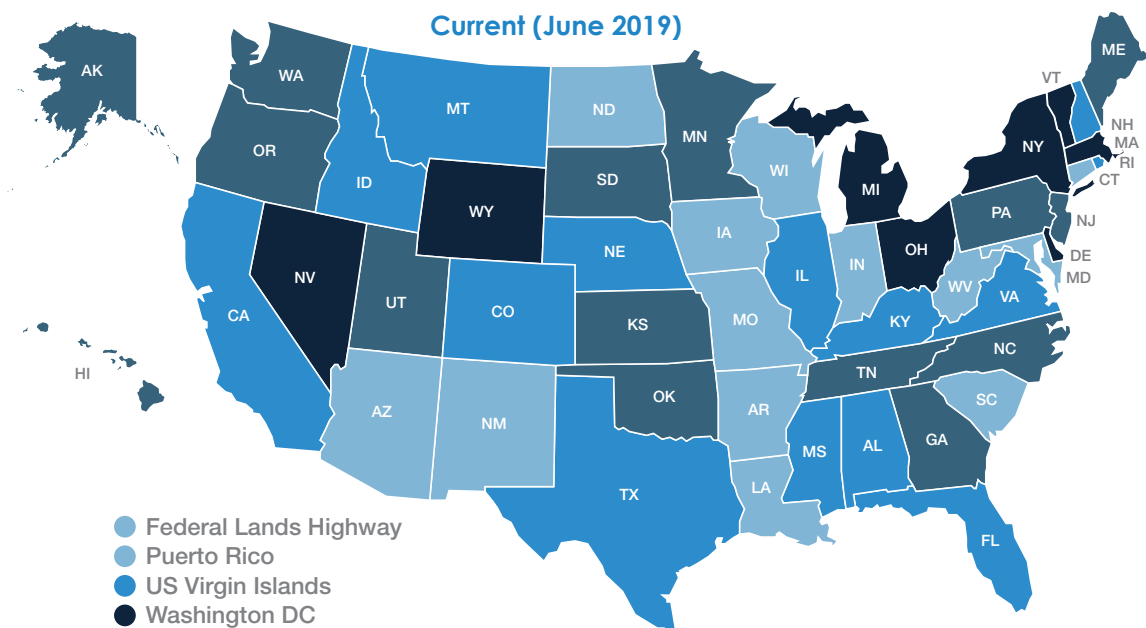 Current (June 2019)
AK
WA
MT
ND
MN
ME
VT
NH
MA
RI
CT
NY
OR
ID
SD
WI
MI
WY
PA
NJ
IA
NE
OH
DE
NV
IL
IN
MD
UT
WV
VA
CA
CO
KS
MO
KY
HI
NC
TN
AZ
NM
OK
AR
SC
GA
MS
AL
LA
TX
FL
Federal Lands Highway
Puerto Rico
US Virgin Islands
Washington DC